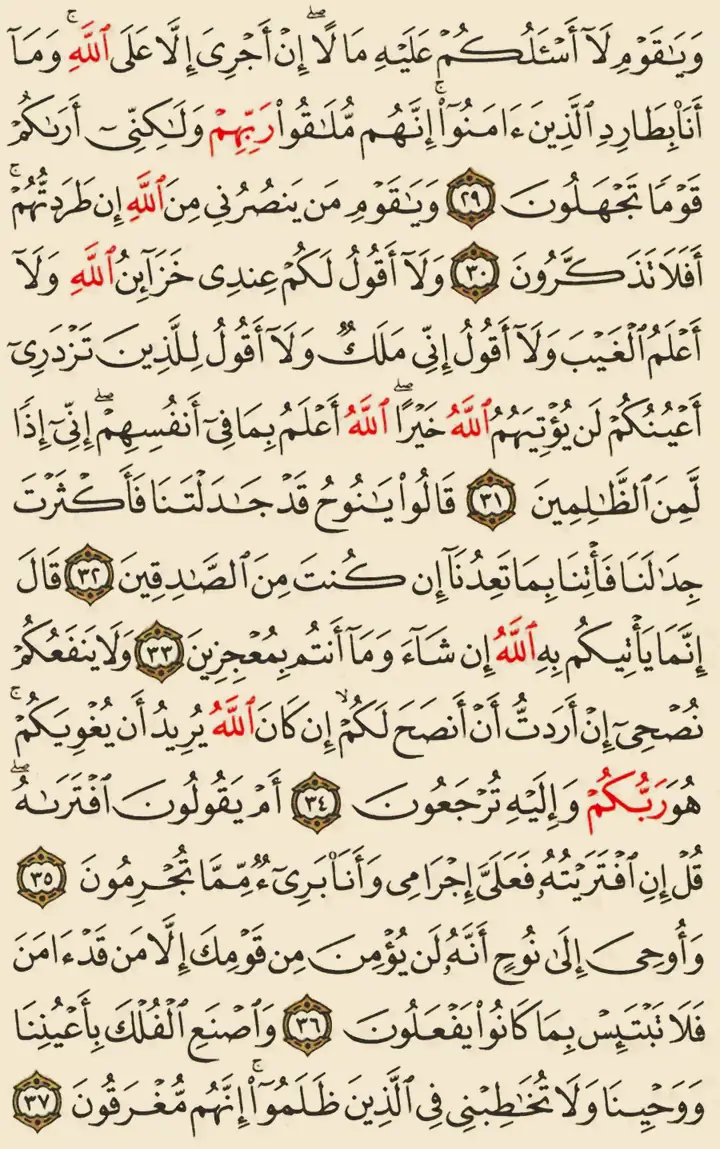 وَيَٰقَوْمِ لَآ أَسْـَٔلُكُمْ عَلَيْهِ مَالًا ۖ إِنْ أَجْرِىَ إِلَّا عَلَى ٱللَّهِ ۚ وَمَآ
أَنَا۠ بِطَارِدِ ٱلَّذِينَ ءَامَنُوٓا۟ ۚ إِنَّهُم مُّلَٰقُوا۟ رَبِّهِمْ وَلَٰكِنِّىٓ أَرَىٰكُمْ
قَوْمًا تَجْهَلُونَ ٢٩ وَيَٰقَوْمِ مَن يَنصُرُنِى مِنَ ٱللَّهِ إِن طَرَدتُّهُمْ ۚ
أَفَلَا تَذَكَّرُونَ ٣٠ وَلَآ أَقُولُ لَكُمْ عِندِى خَزَآئِنُ ٱللَّهِ وَلَآ
أَعْلَمُ ٱلْغَيْبَ وَلَآ أَقُولُ إِنِّى مَلَكٌ وَلَآ أَقُولُ لِلَّذِينَ تَزْدَرِىٓ
أَعْيُنُكُمْ لَن يُؤْتِيَهُمُ ٱللَّهُ خَيْرًا ۖ ٱللَّهُ أَعْلَمُ بِمَا فِىٓ أَنفُسِهِمْ ۖ إِنِّىٓ إِذًا
لَّمِنَ ٱلظَّٰلِمِينَ ٣١ قَالُوا۟ يَٰنُوحُ قَدْ جَٰدَلْتَنَا فَأَكْثَرْتَ
جِدَٰلَنَا فَأْتِنَا بِمَا تَعِدُنَآ إِن كُنتَ مِنَ ٱلصَّٰدِقِينَ ٣٢ قَالَ
إِنَّمَا يَأْتِيكُم بِهِ ٱللَّهُ إِن شَآءَ وَمَآ أَنتُم بِمُعْجِزِينَ ٣٣ وَلَا يَنفَعُكُمْ
نُصْحِىٓ إِنْ أَرَدتُّ أَنْ أَنصَحَ لَكُمْ ۙ إِن كَانَ ٱللَّهُ يُرِيدُ أَن يُغْوِيَكُمْ ۚ
هُوَ رَبُّكُمْ وَإِلَيْهِ تُرْجَعُونَ ٣٤ أَمْ يَقُولُونَ ٱفْتَرَىٰهُ ۖ
قُلْ إِنِ ٱفْتَرَيْتُهُۥ فَعَلَىَّ إِجْرَامِى وَأَنَا۠ بَرِىٓءٌ مِّمَّا تُجْرِمُونَ ٣٥
وَأُوحِىَ إِلَىٰ نُوحٍ أَنَّهُۥ لَن يُؤْمِنَ مِن قَوْمِكَ إِلَّا مَن قَدْ ءَامَنَ
فَلَا تَبْتَئِسْ بِمَا كَانُوا۟ يَفْعَلُونَ ٣٦ وَٱصْنَعِ ٱلْفُلْكَ بِأَعْيُنِنَا
وَوَحْيِنَا وَلَا تُخَٰطِبْنِى فِى ٱلَّذِينَ ظَلَمُوٓا۟ ۚ إِنَّهُم مُّغْرَقُونَ ٣٧